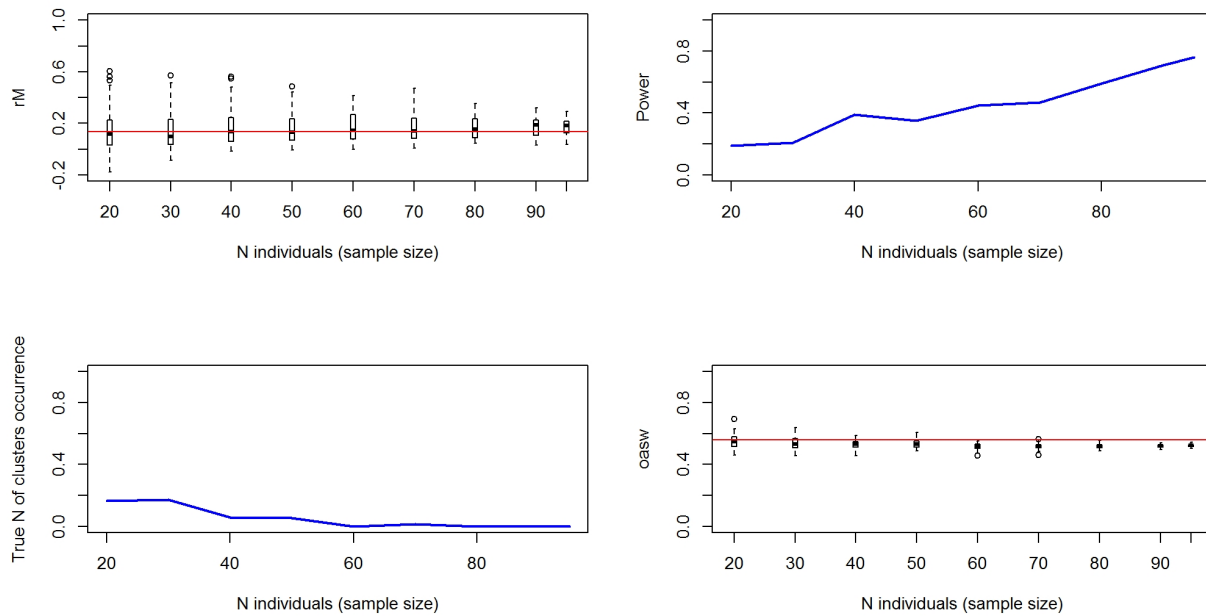 rM
1.0
0.6
0.2
-0.2
20 30 40 50 60 70 80 90
N individuals (sample size)
Power
0.8
0.4
0.0
20 40 60 80
N individuals (sample size)
True N of clusters occurrence
0.8
0.4
0.0
20 40 60 80
N individuals (sample size)
oasw
0.8
0.4
0.0
20 30 40 50 60 70 80 90
N individuals (sample size)